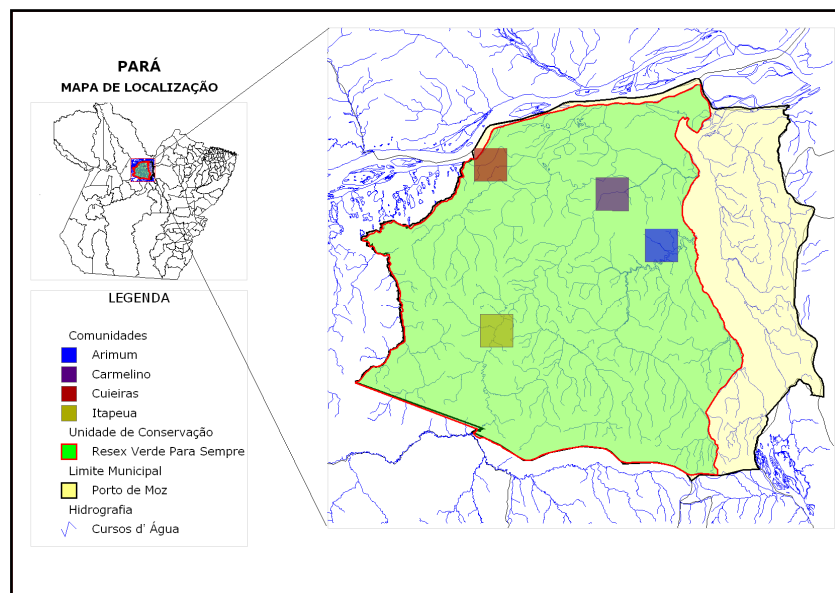 PARÁ
MAPA DE LOCALIZAÇÃO
LEGENDA
Comunidades
Arimum
Carmelino
Cuieiras
Itapeua
Unidade de Conservação
Resex Verde Para Sempre
Limite Municipal
Porto de Moz
Hidrografia
Cursos d' Água